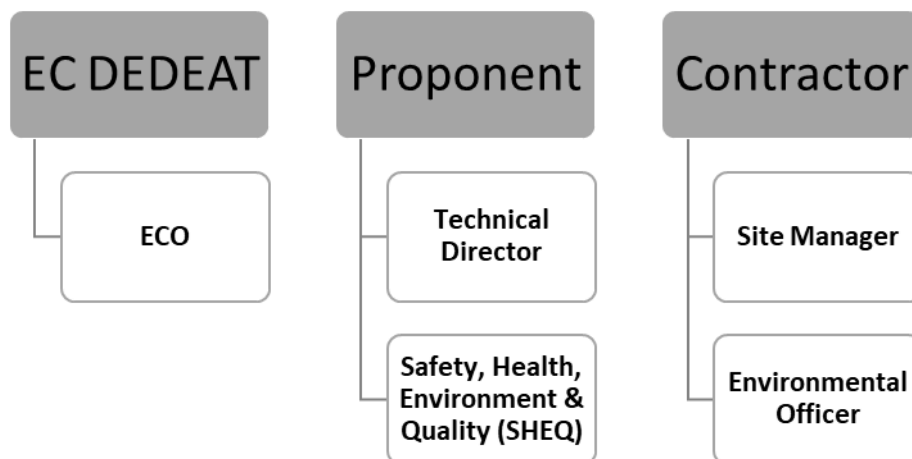 EC DEDEAT
ECO
Proponent
Technical
Director
Safety, Health,
Environment &
Quality (SHEQ)
Contractor
Site Manager
Environmental
Officer